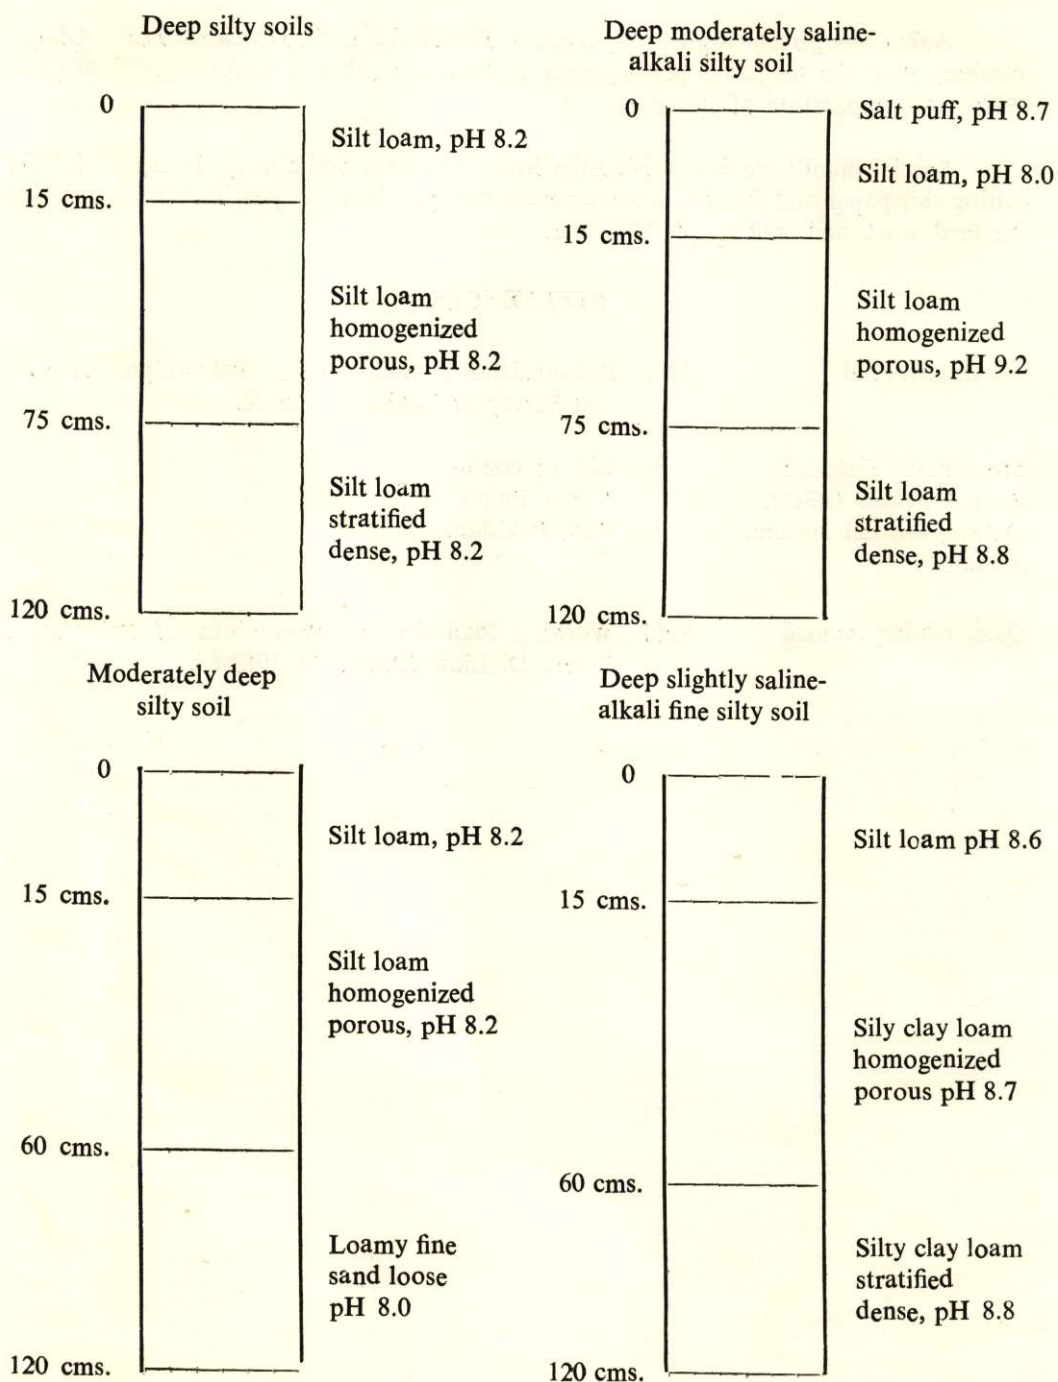 Deep silty soils
0
Silt loam, pH 8.2
15 cms.
Silt loam
homogenized
porous, pH 8.2
75 cms.
Silt loam
stratified
dense, pH 8.2
120 cms.
Deep moderately saline-
alkali silty soil
0
Salt puff, pH 8.7
Silt loam, pH 8.0
15 cms.
Silt loam
homogenized
porous, pH 9.2
75 cms.
Silt loam
stratified
dense, pH 8.8
120 cms.
Moderately deep
silty soil
0
Silt loam, pH 8.2
15 cms.
Silt loam
homogenized
porous, pH 8.2
60 cms.
Loamy fine
sand loose
pH 8.0
120 cms.
Deep slightly saline-
alkali fine silty soil
0
Silt loam pH 8.6
15 cms.
Sily clay loam
homogenized
porous pH 8.7
60 cms.
Silty clay loam
stratified
dense, pH 8.8
120 cms.